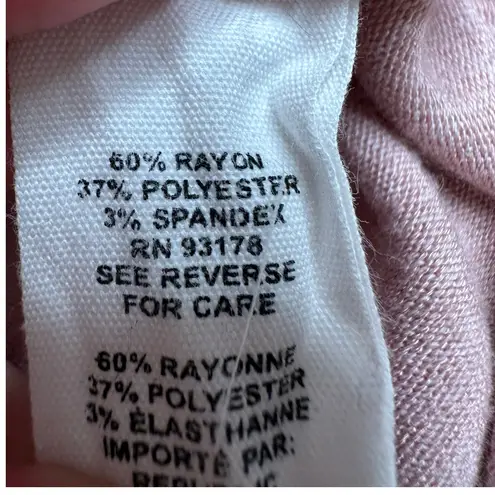 60% RAYON
37% POLYESTER
3% SPANDEX
RN 93178
SEE REVERSE
FOR CARE
60% RAYONNE
37% POLYESTER
3% ÉLASTHANNE
IMPORTÉ PAR: